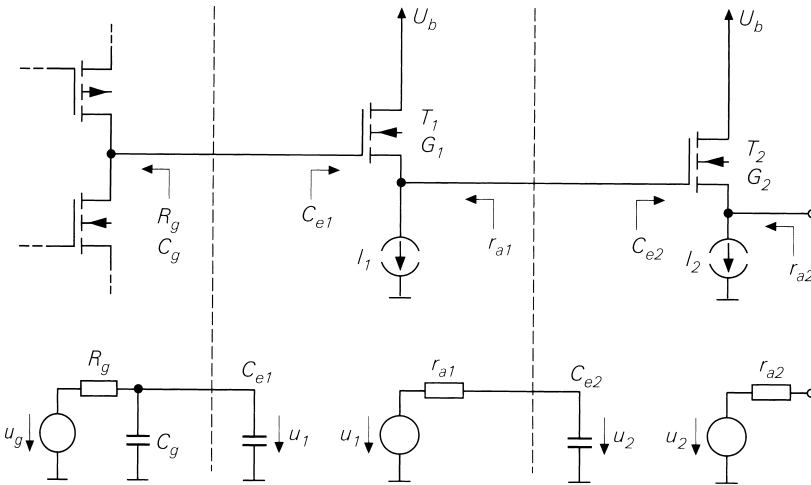 U_b
U_b
T_1
G_1
T_2
G_2
R_g
C_g
C_e1
r_a1
C_e2
r_a2
I_1
I_2
R_g
C_e1
r_a1
C_e2
r_a2
u_g
C_g
u_1
u_1
u_2
u_2